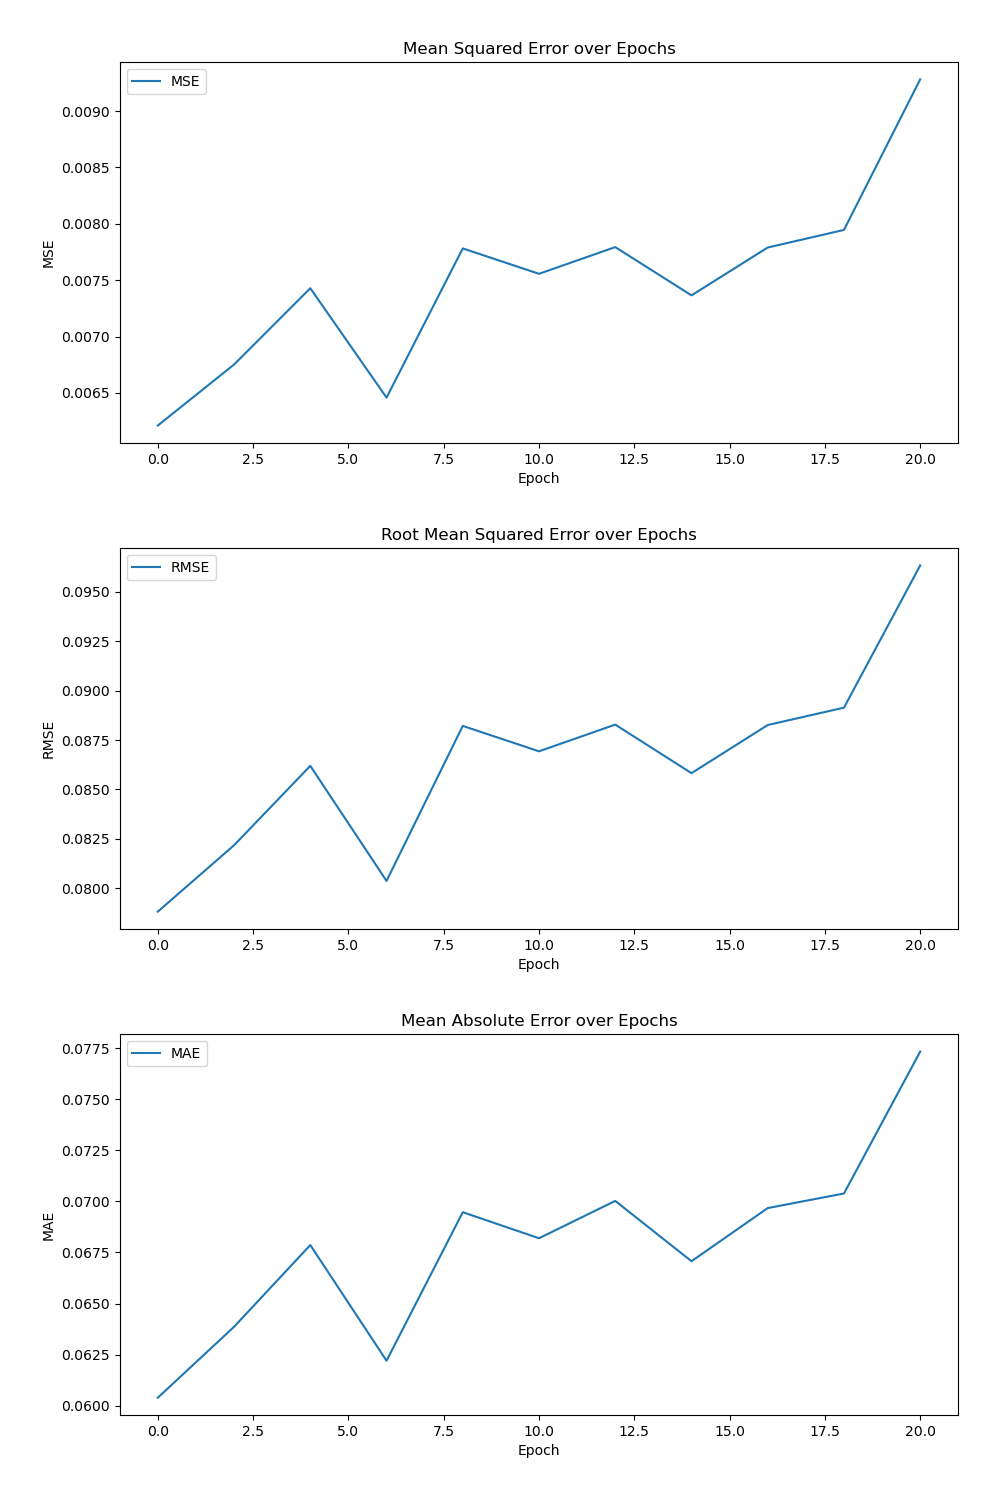 Mean Squared Error over Epochs
MSE
0.0090
0.0085
0.0080
0.0075
0.0070
0.0065
MSE
0.0 2.5 5.0 7.5 10.0 12.5 15.0 17.5 20.0
Epoch
Root Mean Squared Error over Epochs
RMSE
0.0950
0.0925
0.0900
0.0875
0.0850
0.0825
0.0800
RMSE
0.0 2.5 5.0 7.5 10.0 12.5 15.0 17.5 20.0
Epoch
Mean Absolute Error over Epochs
MAE
0.0775
0.0750
0.0725
0.0700
0.0675
0.0650
0.0625
0.0600
MAE
0.0 2.5 5.0 7.5 10.0 12.5 15.0 17.5 20.0
Epoch